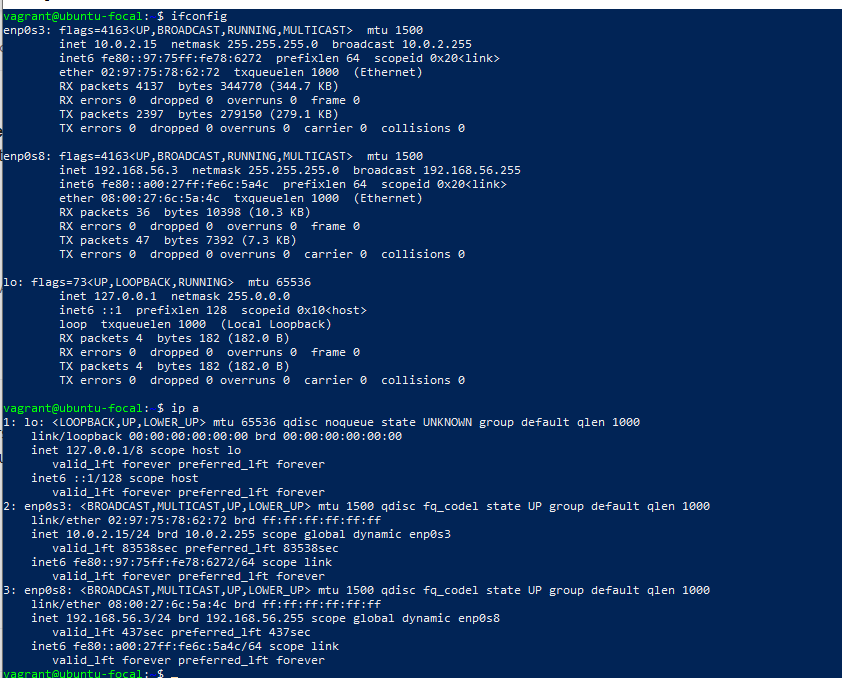 vagrant@ubuntu-focal: $ ifconfig
enp0s3: flags=4163<UP,BROADCAST,RUNNING,MULTICAST>  mtu 1500
        inet 10.0.2.15  netmask 255.255.255.0  broadcast 10.0.2.255
        inet6 fe80::97:75ff:fe78:6272  prefixlen 64  scopeid 0x20<link>
        ether 02:97:75:78:62:72  txqueuelen 1000  (Ethernet)
        RX packets 4137  bytes 344770 (344.7 KB)
        RX errors 0  dropped 0  overruns 0  frame 0
        TX packets 2397  bytes 279150 (279.1 KB)
        TX errors 0  dropped 0 overruns 0  carrier 0  collisions 0

enp0s8: flags=4163<UP,BROADCAST,RUNNING,MULTICAST>  mtu 1500
        inet 192.168.56.3  netmask 255.255.255.0  broadcast 192.168.56.255
        inet6 fe80::a00:27ff:fe6c:5a4c  prefixlen 64  scopeid 0x20<link>
        ether 08:00:27:6c:5a:4c  txqueuelen 1000  (Ethernet)
        RX packets 36  bytes 10398 (10.3 KB)
        RX errors 0  dropped 0  overruns 0  frame 0
        TX packets 47  bytes 7392 (7.3 KB)
        TX errors 0  dropped 0 overruns 0  carrier 0  collisions 0

lo: flags=73<UP,LOOPBACK,RUNNING>  mtu 65536
        inet 127.0.0.1  netmask 255.0.0.0
        inet6 ::1  prefixlen 128  scopeid 0x10<host>
        loop  txqueuelen 1000  (Local Loopback)
        RX packets 4  bytes 182 (182.0 B)
        RX errors 0  dropped 0  overruns 0  frame 0
        TX packets 4  bytes 182 (182.0 B)
        TX errors 0  dropped 0 overruns 0  carrier 0  collisions 0

vagrant@ubuntu-focal: $ ip a
1: lo: <LOOPBACK,UP,LOWER_UP> mtu 65536 qdisc noqueue state UNKNOWN group default qlen 1000
    link/loopback 00:00:00:00:00:00 brd 00:00:00:00:00:00
    inet 127.0.0.1/8 scope host lo
       valid_lft forever preferred_lft forever
    inet6 ::1/128 scope host
       valid_lft forever preferred_lft forever
2: enp0s3: <BROADCAST,MULTICAST,UP,LOWER_UP> mtu 1500 qdisc fq_codel state UP group default qlen 1000
    link/ether 02:97:75:78:62:72 brd ff:ff:ff:ff:ff:ff
    inet 10.0.2.15/24 brd 10.0.2.255 scope global dynamic enp0s3
       valid_lft 83538sec preferred_lft 83538sec
    inet6 fe80::97:75ff:fe78:6272/64 scope link
       valid_lft forever preferred_lft forever
3: enp0s8: <BROADCAST,MULTICAST,UP,LOWER_UP> mtu 1500 qdisc fq_codel state UP group default qlen 1000
    link/ether 08:00:27:6c:5a:4c brd ff:ff:ff:ff:ff:ff
    inet 192.168.56.3/24 brd 192.168.56.255 scope global dynamic enp0s8
       valid_lft 437sec preferred_lft 437sec
    inet6 fe80::a00:27ff:fe6c:5a4c/64 scope link
       valid_lft forever preferred_lft forever
vagrant@ubuntu-focal: $ _